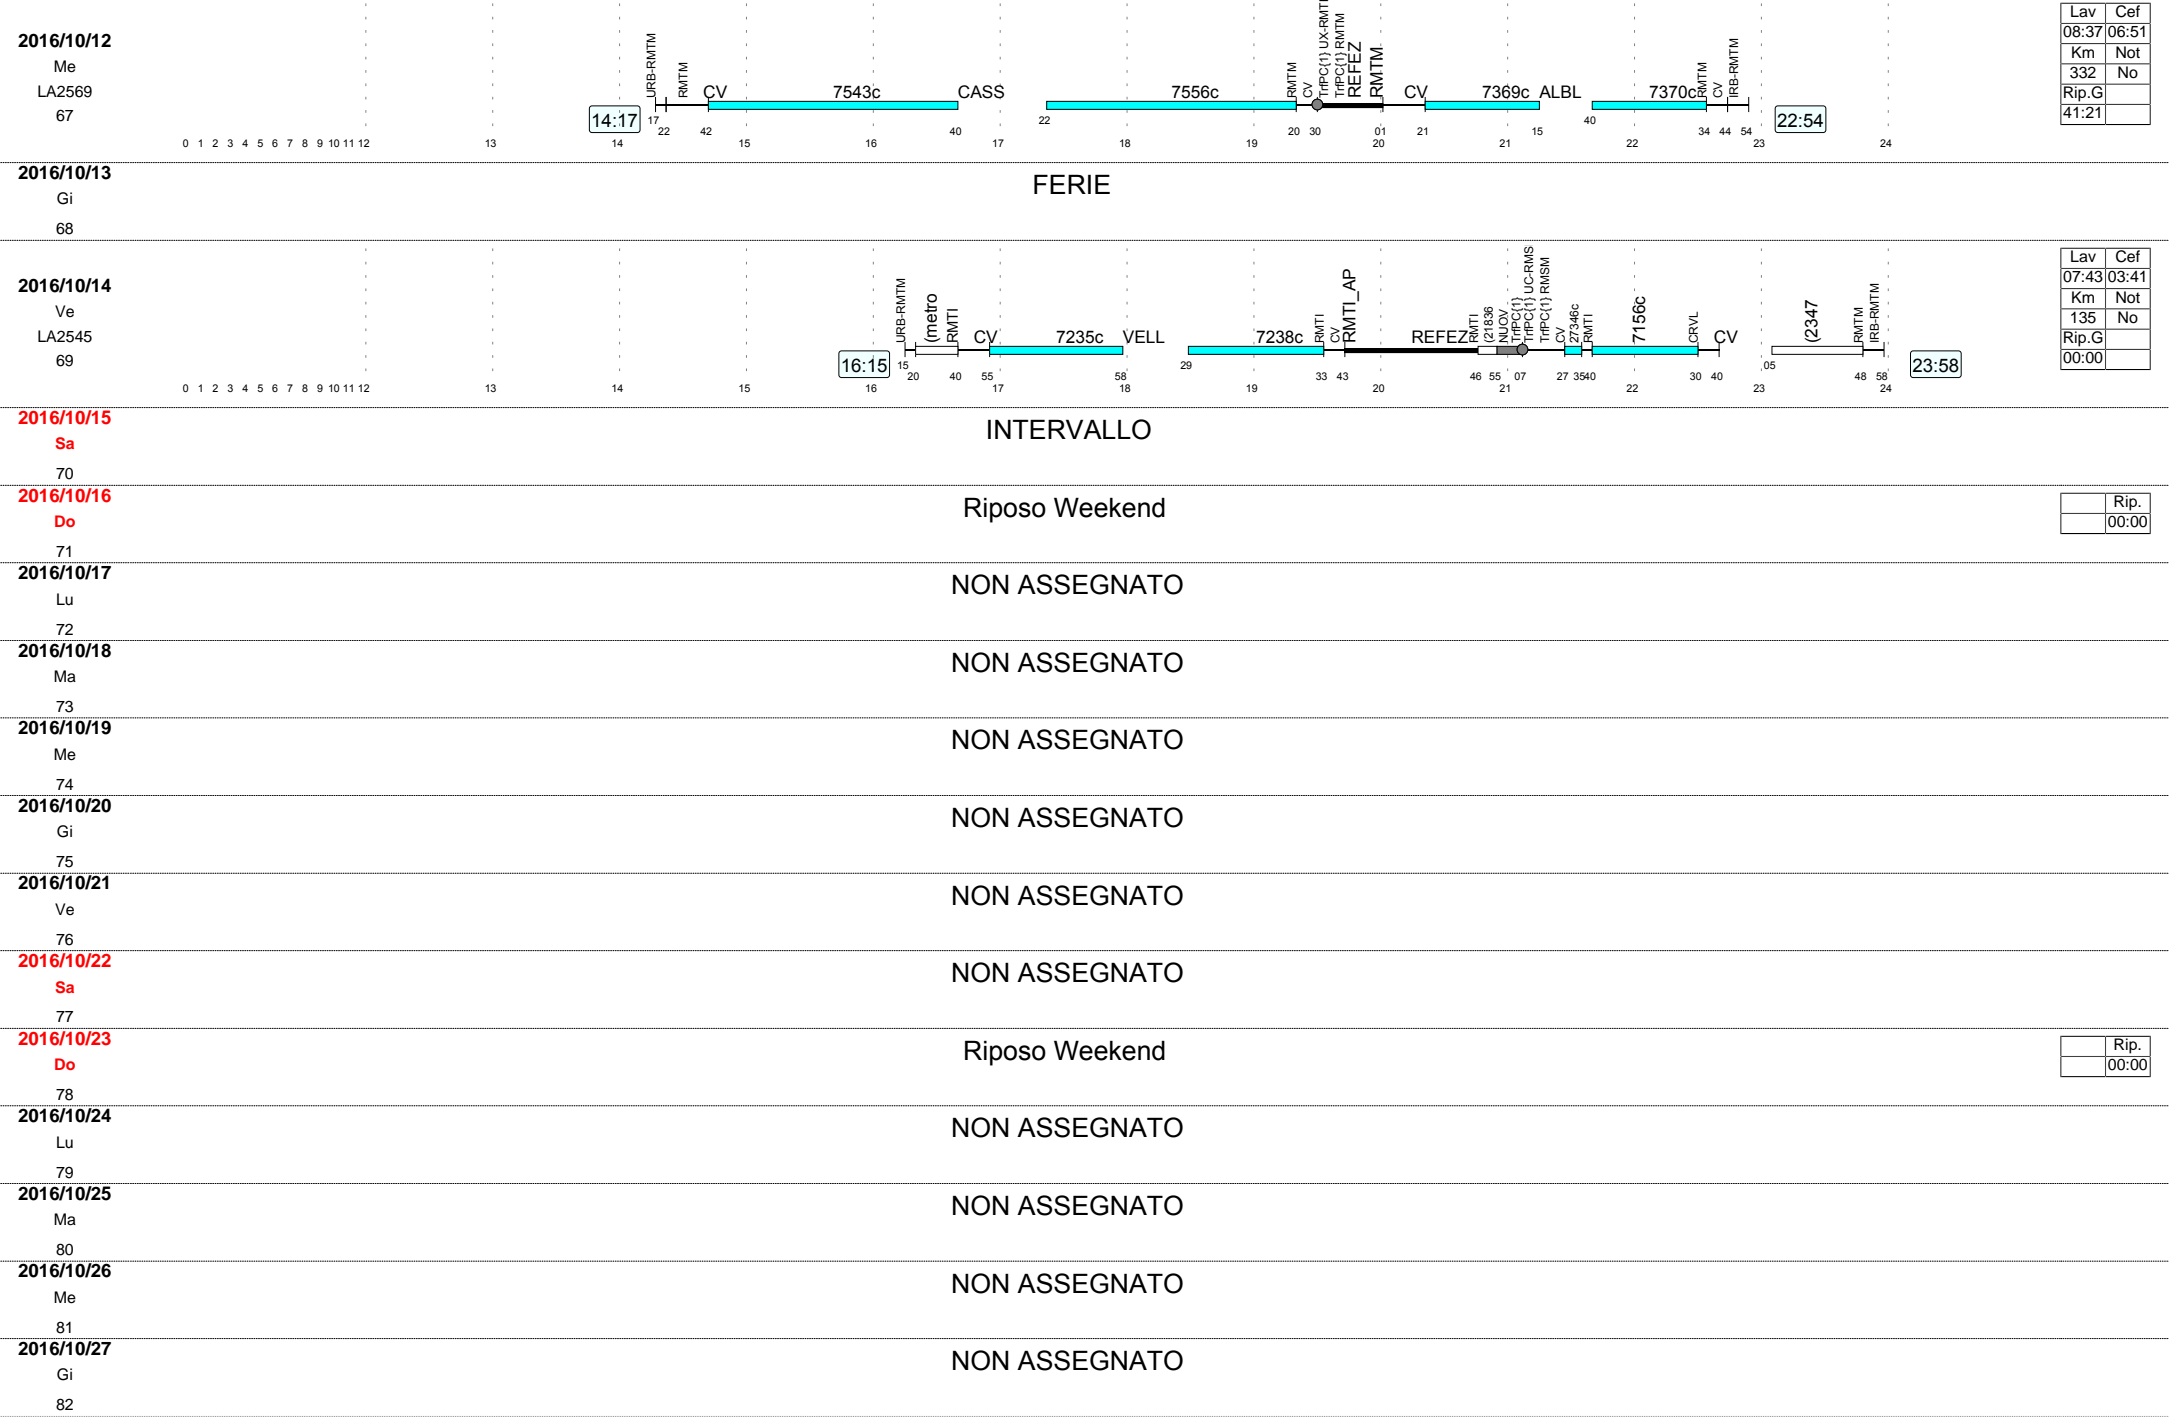 2016/10/12
Me
LA2569
67
14:17
URB-RMTM RMTM CV 7543c CASS 7556c RMTM CV TrfPC{1} UX-RMTI TrfPC{1} RMTM REFEZ RMTM CV 7369c ALBL 7370c RMTM CV IRB-RMTM
17 22 42 40 22 20 30 01 21 15 40 34 44 54
22:54
0 1 2 3 4 5 6 7 8 9 10 11 12 13 14 15 16 17 18 19 20 21 22 23 24
Lav Cef
08:37 06:51
Km Not
332 No
Rip.G
41:21
2016/10/13
Gi
68
FERIE
2016/10/14
Ve
LA2545
69
16:15
URB-RMTM (metro RMTI CV 7235c VELL 7238c RMTI CV RMTI_AP REFEZ RMTI (21836 NUOV TrfPC{1} TrfPC{1} UC-RMS TrfPC{1} RMSM CV 27346c RMTI 7156c CRVL CV (2347 RMTM IRB-RMTM
15 20 40 55 58 29 33 43 46 55 07 27 35 40 30 40 05 48 58
23:58
0 1 2 3 4 5 6 7 8 9 10 11 12 13 14 15 16 17 18 19 20 21 22 23 24
Lav Cef
07:43 03:41
Km Not
135 No
Rip.G
00:00
2016/10/15
Sa
70
INTERVALLO
2016/10/16
Do
71
Riposo Weekend
Rip.
00:00
2016/10/17
Lu
72
NON ASSEGNATO
2016/10/18
Ma
73
NON ASSEGNATO
2016/10/19
Me
74
NON ASSEGNATO
2016/10/20
Gi
75
NON ASSEGNATO
2016/10/21
Ve
76
NON ASSEGNATO
2016/10/22
Sa
77
NON ASSEGNATO
2016/10/23
Do
78
Riposo Weekend
Rip.
00:00
2016/10/24
Lu
79
NON ASSEGNATO
2016/10/25
Ma
80
NON ASSEGNATO
2016/10/26
Me
81
NON ASSEGNATO
2016/10/27
Gi
82
NON ASSEGNATO